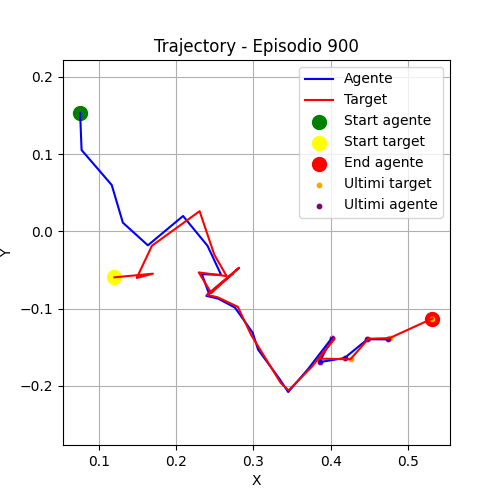 Trajectory - Episodio 900
Agente
Target
Start agente
Start target
End agente
Ultimi target
Ultimi agente
0.2
0.1
0.0
−0.1
−0.2
Y
0.1
0.2
0.3
0.4
0.5
X